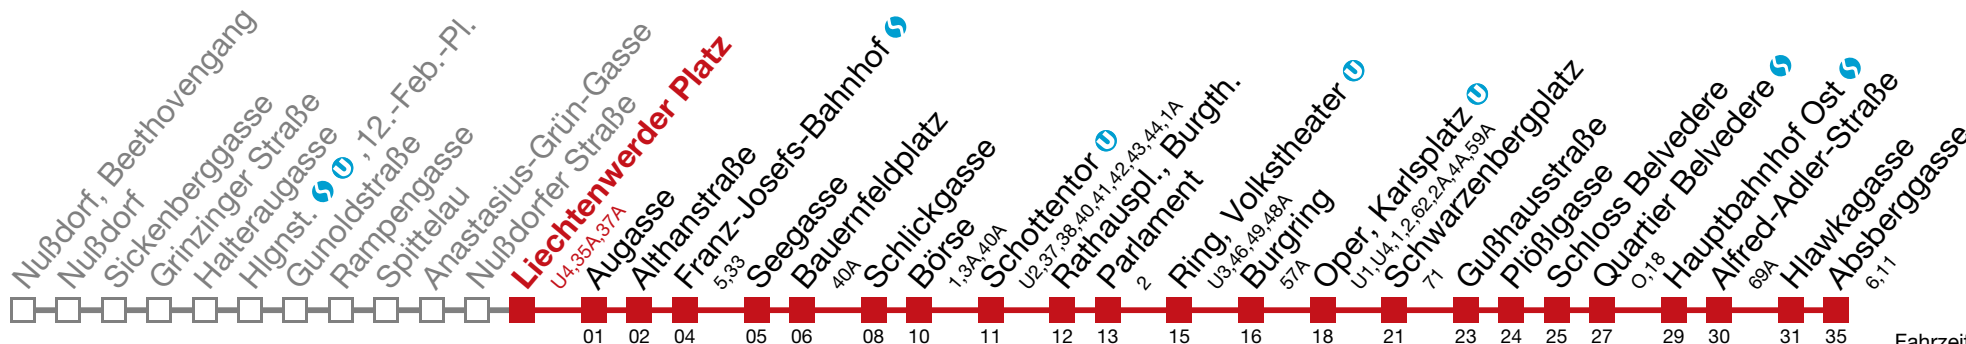 Nußdorf, Beethovengang
Nußdorf
Sickenberggasse
Grinzinger Straße
Halteraugasse
Hlgnst. S U , 12.-Feb.-Pl.
Gunoldstraße
Rampengasse
Spittelau
Anastasius-Grün-Gasse
Nußdorfer Straße
Liechtenwerder Platz
U4,35A,37A
Augasse
Althanstraße
Franz-Josefs-Bahnhof S
5,33
Seegasse
Bauernfeldplatz
40A
Schlickgasse
Börse
1,3A,40A
Schottentor U
U2,37,38,40,41,42,43,44,1A
Rathauspl., Burgth.
Parlament
2
Ring, Volkstheater U
U3,46,49,48A
Burgring
57A
Oper, Karlsplatz U
U1,U4,1,2,62,2A,4A,59A
Schwarzenbergplatz
71
Gußhausstraße
Plößlgasse
Schloss Belvedere
Quartier Belvedere S
O,18
Hauptbahnhof Ost S
Alfred-Adler-Straße
69A
Hlawkagasse
Absberggasse
6,11
01 02 04 05 06 08 10 11 12 13 15 16 18 21 23 24 25 27 29 30 31 35 Fahrzeit